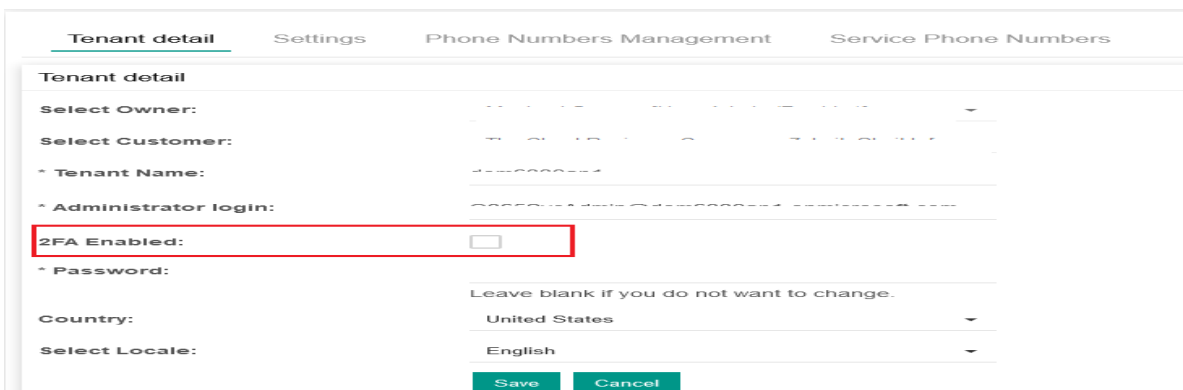 Tenant detail Settings Phone Numbers Management Service Phone Numbers
Tenant detail
Select Owner:
Select Customer:
* Tenant Name:
* Administrator login:
2FA Enabled:
* Password:
Leave blank if you do not want to change.
Country: United States
Select Locale: English
Save Cancel